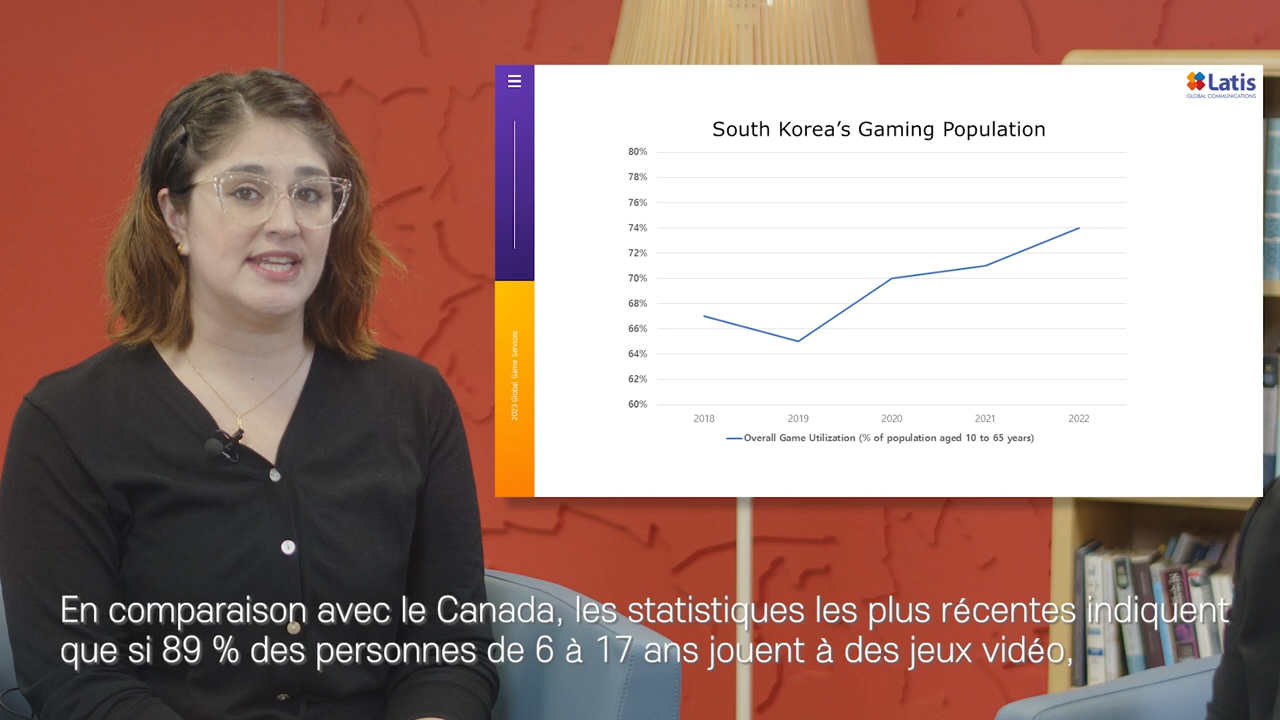 Latis
GLOBAL COMMUNICATIONS
South Korea's Gaming Population
80%
78%
76%
74%
72%
70%
68%
66%
64%
62%
60%
2018 2019 2020 2021 2022
Overall Game Utilization (% of population aged 10 to 65 years)
2023 Global Game Services
En comparaison avec le Canada, les statistiques les plus récentes indiquent
que si 89 % des personnes de 6 à 17 ans jouent à des jeux vidéo,